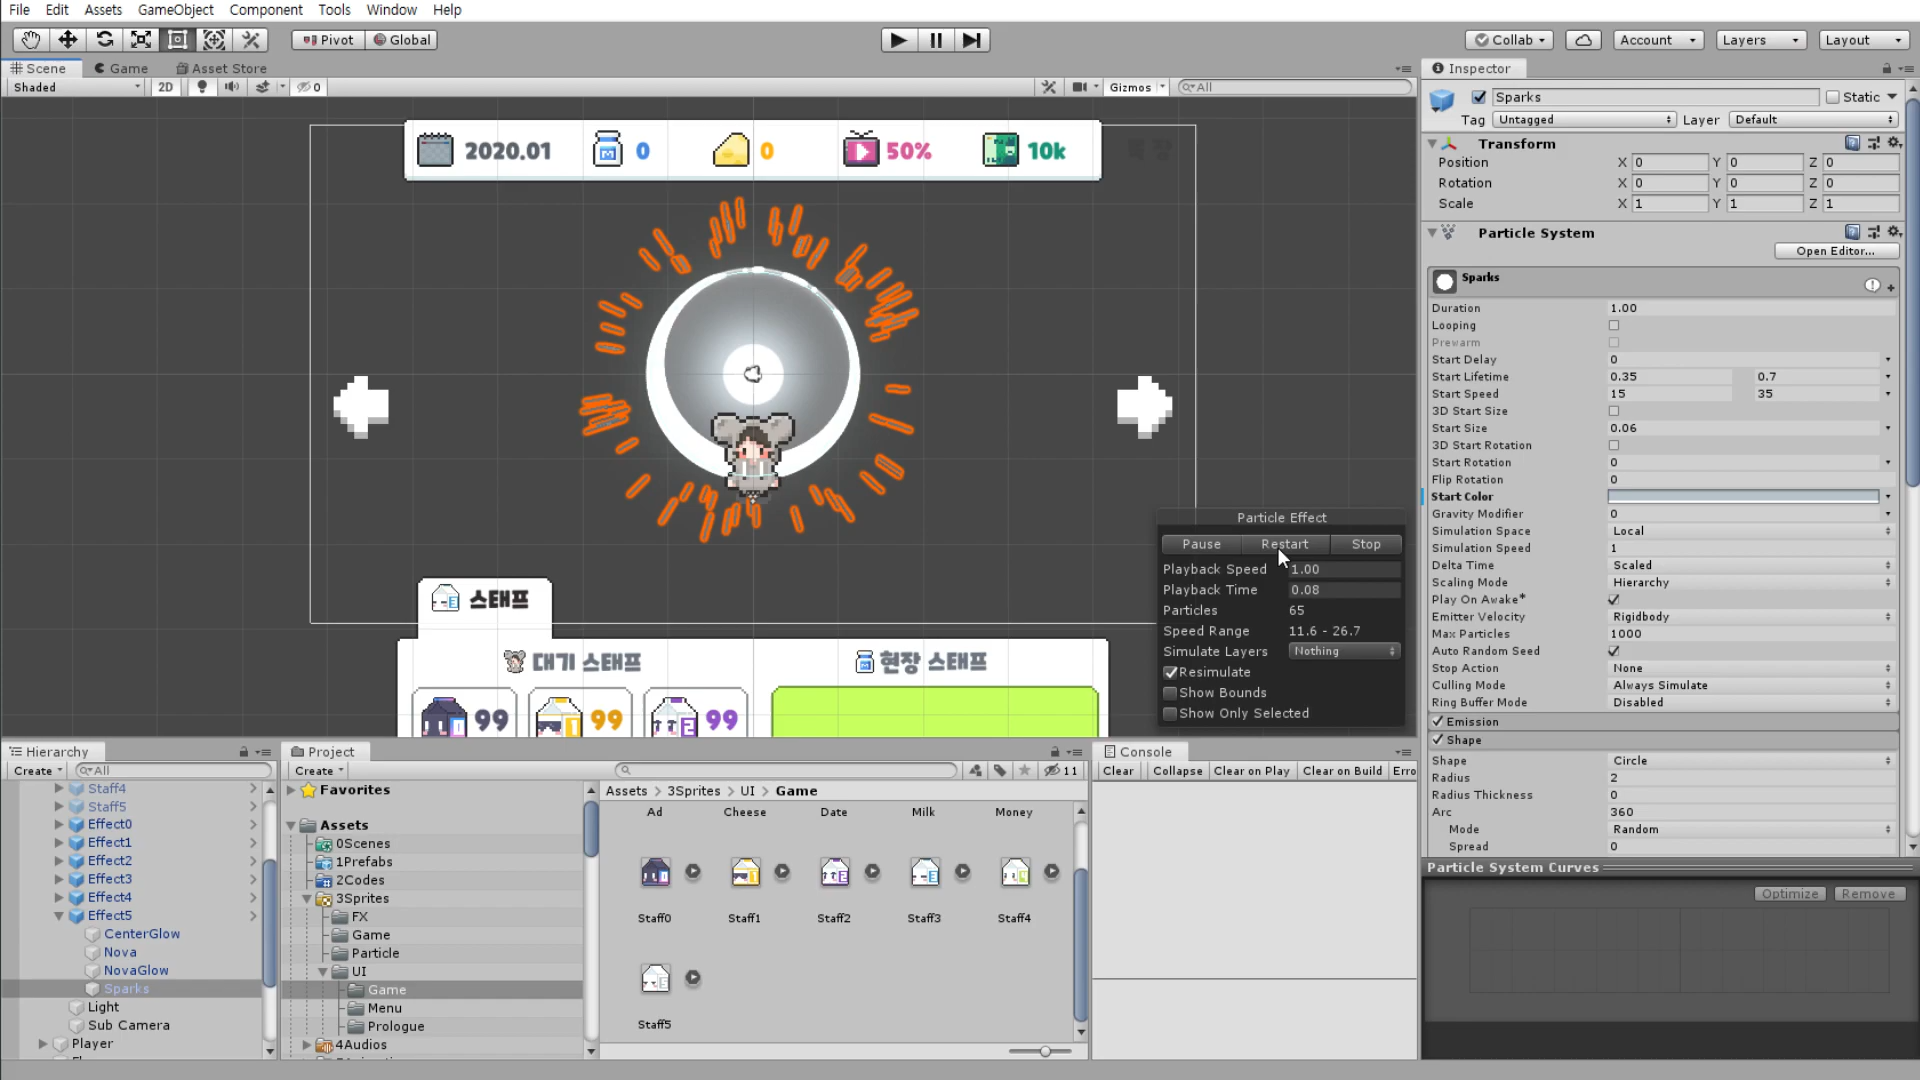 File Edit Assets GameObject Component Tools Window Help
Pivot Global Collab Account Layers Layout
Scene Game Asset Store
Shaded 2D 0 Gizmos All
2020.01 0 0 50% 10k
Particle Effect
Pause Restart Stop
Playback Speed 1.00
Playback Time 0.08
Particles 65
Speed Range 11.6 - 26.7
Simulate Layers Nothing
Resimulate
Show Bounds
Show Only Selected
스태프
대기 스태프 현장 스태프
99 99 99
Inspector
Sparks Static
Tag Untagged Layer Default
Transform
Position X 0 Y 0 Z 0
Rotation X 0 Y 0 Z 0
Scale X 1 Y 1 Z 1
Particle System
Open Editor...
Sparks
Duration 1.00
Looping
Prewarm
Start Delay 0
Start Lifetime 0.35 0.7
Start Speed 15 35
3D Start Size
Start Size 0.06
3D Start Rotation
Start Rotation 0
Flip Rotation 0
Start Color
Gravity Modifier 0
Simulation Space Local
Simulation Speed 1
Delta Time Scaled
Scaling Mode Hierarchy
Play On Awake*
Emitter Velocity Rigidbody
Max Particles 1000
Auto Random Seed
Stop Action None
Culling Mode Always Simulate
Ring Buffer Mode Disabled
Emission
Shape
Shape Circle
Radius 2
Radius Thickness 0
Arc 360
Mode Random
Spread 0
Particle System Curves
Optimize Remove
Hierarchy
Create All
Staff4
Staff5
Effect0
Effect1
Effect2
Effect3
Effect4
Effect5
CenterGlow
Nova
NovaGlow
Sparks
Light
Sub Camera
Player
Project
Create 11
Favorites
Assets
0Scenes
1Prefabs
2Codes
3Sprites
FX
Game
Particle
UI
Game
Menu
Prologue
4Audios
Assets > 3Sprites > UI > Game
Ad Cheese Date Milk Money
Staff0 Staff1 Staff2 Staff3 Staff4
Staff5
Console
Clear Collapse Clear on Play Clear on Build Erro